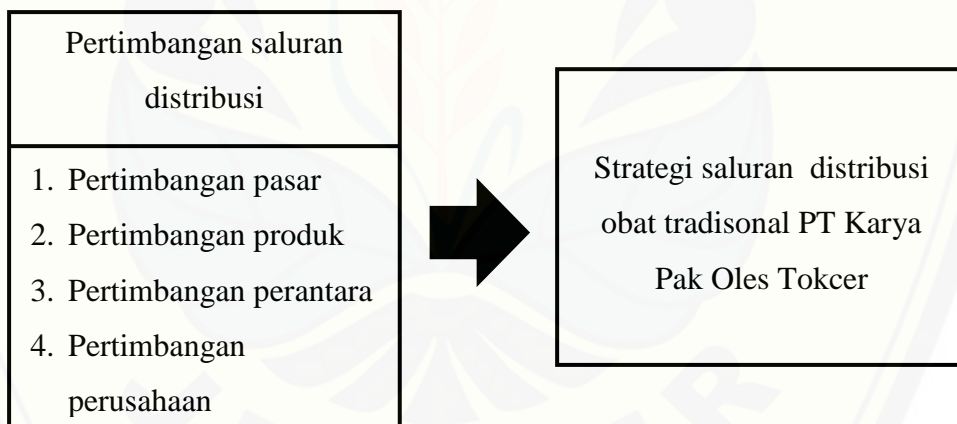 Pertimbangan saluran
distribusi
1. Pertimbangan pasar
2. Pertimbangan produk
3. Pertimbangan perantara
4. Pertimbangan
perusahaan
Strategi saluran distribusi
obat tradisonal PT Karya
Pak Oles Tokcer